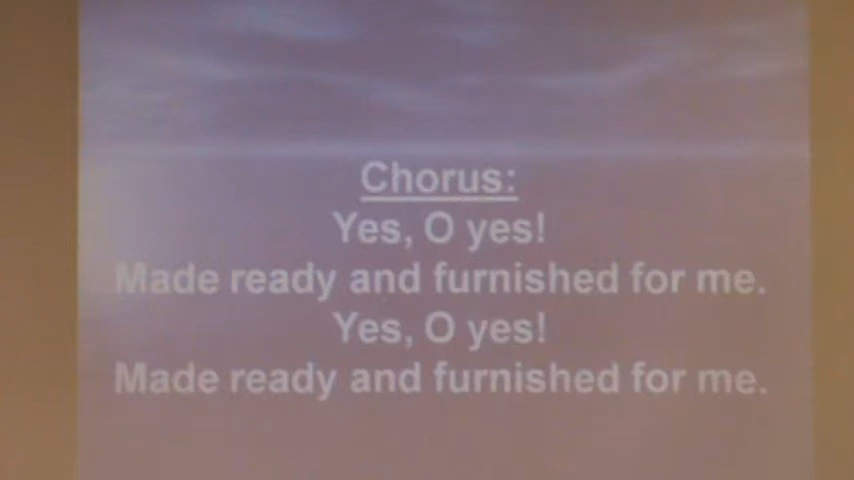 Chorus:
Yes, O yes!
Made ready and furnished for me.
Yes, O yes!
Made ready and furnished for me.